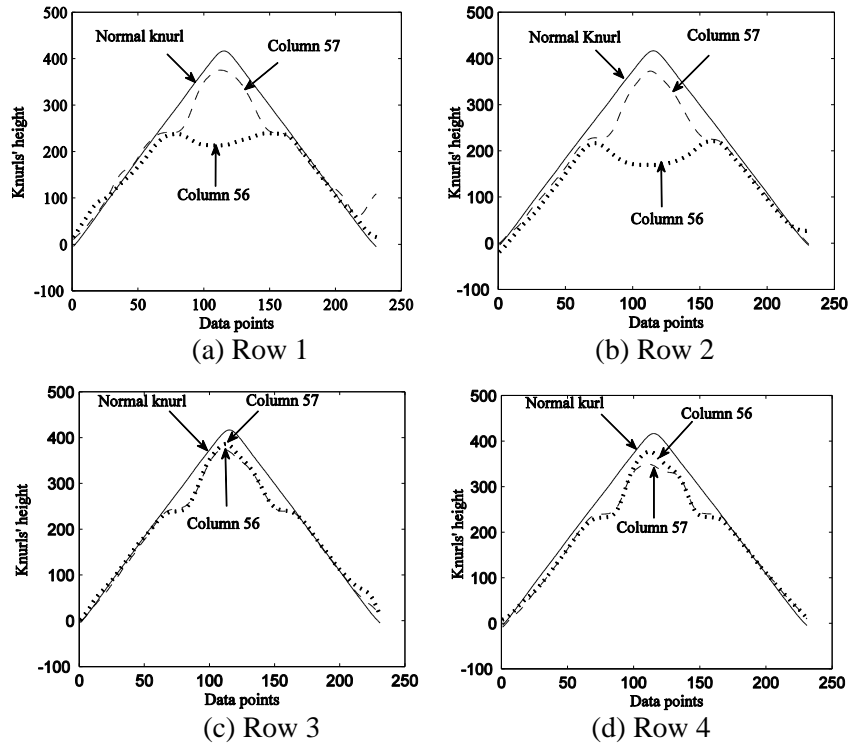 500
400
300
200
100
0
-100
Knurls' height
Normal knurl
Column 57
Column 56
0
50
100
150
200
250
Data points
(a) Row 1
500
400
300
200
100
0
-100
Knurls' height
Normal Knurl
Column 57
Column 56
0
50
100
150
200
250
Data points
(b) Row 2
500
400
300
200
100
0
-100
Knurls' height
Normal knurl
Column 57
Column 56
0
50
100
150
200
250
Data points
(c) Row 3
500
400
300
200
100
0
-100
Knurls' height
Normal kurl
Column 56
Column 57
0
50
100
150
200
250
Data points
(d) Row 4